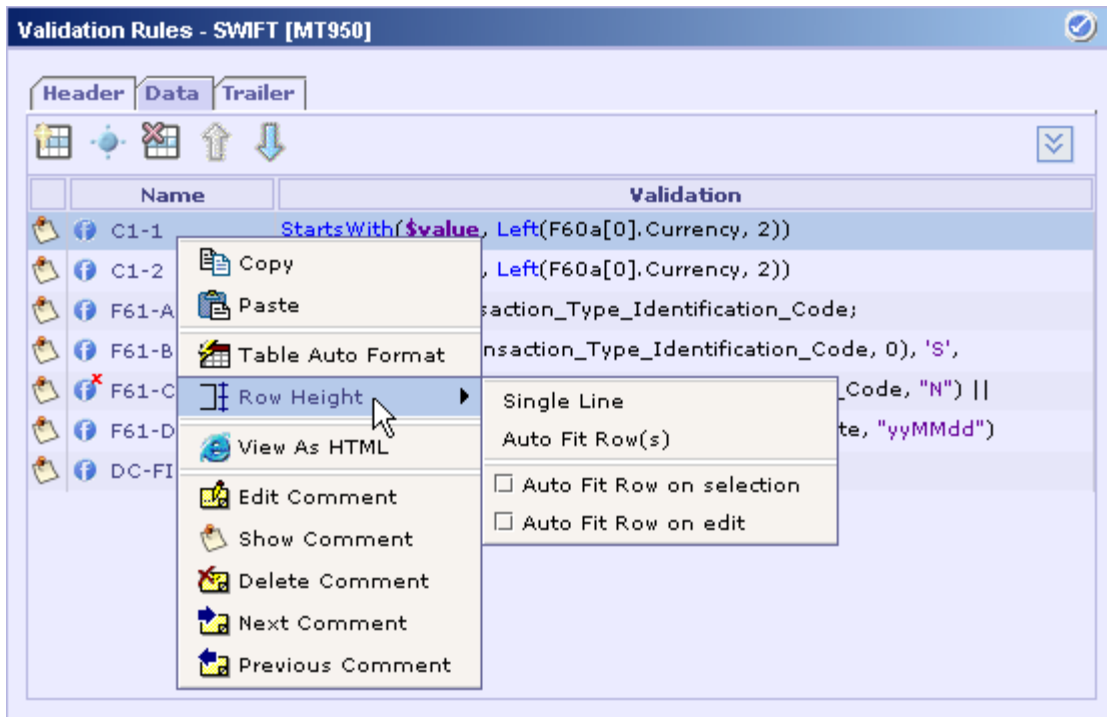 Validation Rules - SWIFT [MT950]
Header Data Trailer
Name Validation
C1-1 StartsWith($value, Left(F60a[0].Currency, 2))
C1-2 , Left(F60a[0].Currency, 2))
F61-A saction_Type_Identification_Code;
F61-B nsaction_Type_Identification_Code, 0), 'S',
F61-C _Code, "N") ||
F61-D te, "yyMMdd")
DC-FI
Copy
Paste
Table Auto Format
Row Height
View As HTML
Edit Comment
Show Comment
Delete Comment
Next Comment
Previous Comment
Single Line
Auto Fit Row(s)
Auto Fit Row on selection
Auto Fit Row on edit